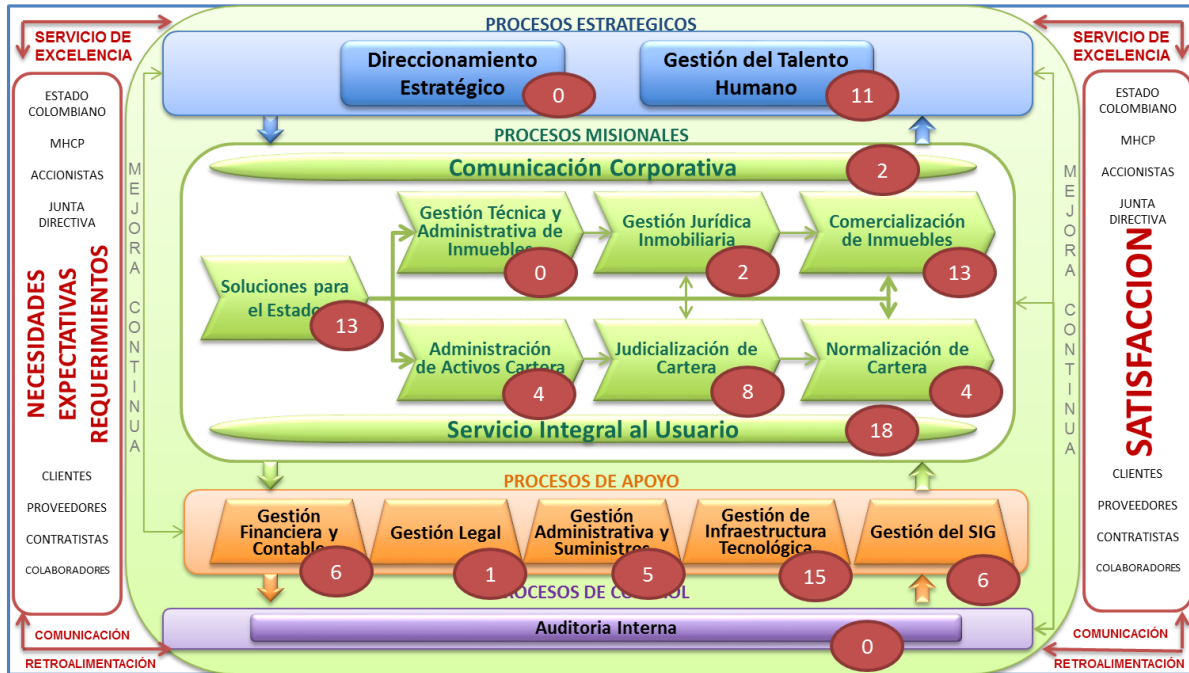 PROCESOS ESTRATEGICOS
SERVICIO DE
EXCELENCIA
Direccionamiento
Estratégico
0
Gestión del Talento
Humano
11
SERVICIO DE
EXCELENCIA
ESTADO
COLOMBIANO
MHCP
ACCIONISTAS
JUNTA
DIRECTIVA
NECESIDADES
EXPECTATIVAS
REQUERIMIENTOS
CLIENTES
PROVEEDORES
CONTRATISTAS
COLABORADORES
MEJORA CONTINUA
PROCESOS MISIONALES
Comunicación Corporativa
2
Gestión Técnica y
Administrativa de
Inmuebles
0
Gestión Jurídica
Inmobiliaria
2
Comercialización
de Inmuebles
13
Soluciones para
el Estado
13
Administración
de Activos Cartera
4
Judicialización de
Cartera
8
Normalización de
Cartera
4
Servicio Integral al Usuario
18
PROCESOS DE APOYO
Gestión
Financiera y
Contable
6
Gestión Legal
1
Gestión
Administrativa y
Suministros
5
Gestión de
Infraestructura
Tecnológica
15
Gestión del SIG
6
PROCESOS DE CONTROL
Auditoria Interna
0
MEJORA CONTINUA
ESTADO
COLOMBIANO
MHCP
ACCIONISTAS
JUNTA
DIRECTIVA
SATISFACCION
CLIENTES
PROVEEDORES
CONTRATISTAS
COLABORADORES
COMUNICACIÓN
RETROALIMENTACIÓN
COMUNICACIÓN
RETROALIMENTACIÓN